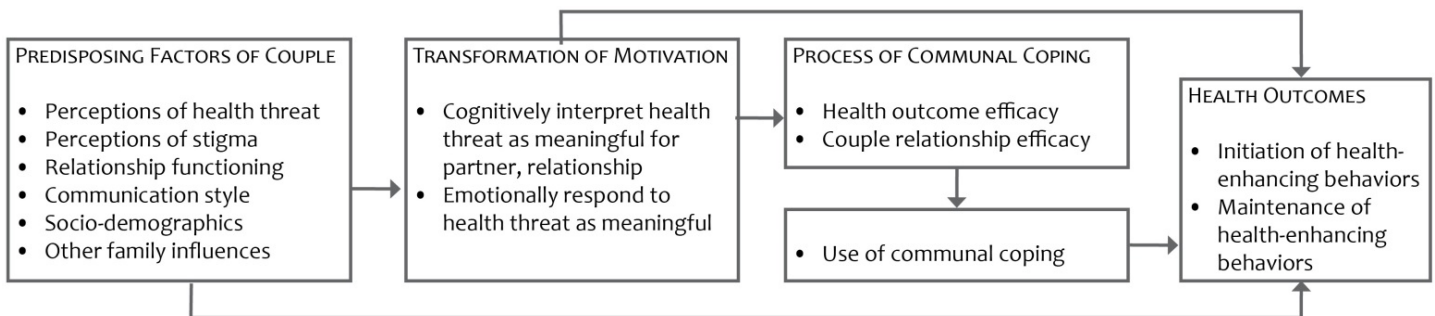 PREDISPOSING FACTORS OF COUPLE
• Perceptions of health threat
• Perceptions of stigma
• Relationship functioning
• Communication style
• Socio-demographics
• Other family influences
TRANSFORMATION OF MOTIVATION
• Cognitively interpret health
threat as meaningful for
partner, relationship
• Emotionally respond to
health threat as meaningful
PROCESS OF COMMUNAL COPING
• Health outcome efficacy
• Couple relationship efficacy
• Use of communal coping
HEALTH OUTCOMES
• Initiation of health-
enhancing behaviors
• Maintenance of
health-enhancing
behaviors